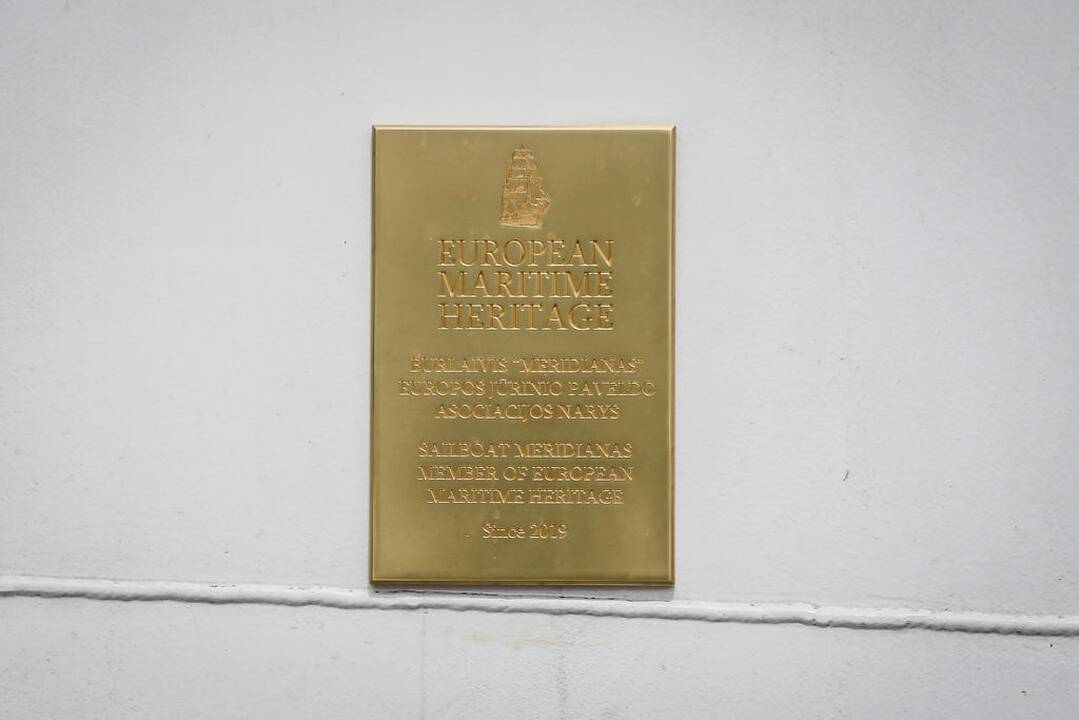 EUROPEAN
MARITIME
HERITAGE
BURLAIVIS "MERIDIANAS"
EUROPOS JŪRINIO PAVELDO
ASOCIACIJOS NARYS
SAILBOAT MERIDIANAS
MEMBER OF EUROPEAN
MARITIME HERITAGE
Since 2019